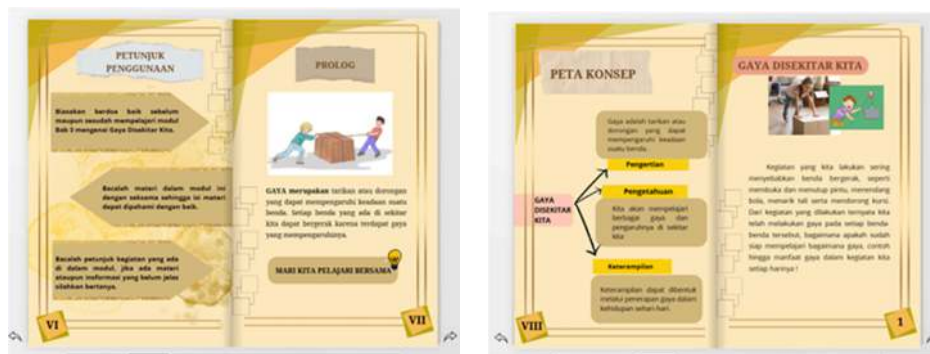 PETUNJUK
PENGGUNAAN
Biasakan berdoa baik sebelum
maupun sesudah mempelajari modul
Bab 3 mengenai Gaya Disekitar Kita.
Bacalah materi dalam modul ini
dengan seksama sehingga isi materi
dapat dipahami dengan baik.
Bacalah petunjuk kegiatan yang ada
di dalam modul, jika ada materi
ataupun informasi yang belum jelas
silahkan bertanya.
VI
PROLOG
GAYA merupakan tarikan atau dorongan
yang dapat mempengaruhi keadaan suatu
benda. Setiap benda yang ada di sekitar
kita dapat bergerak karena terdapat gaya
yang mempengaruhinya.
MARI KITA PELAJARI BERSAMA
VII
PETA KONSEP
Gaya adalah tarikan atau
dorongan yang dapat
mempengaruhi keadaan
suatu benda.
Pengertian
GAYA
DISEKITAR
KITA
Pengetahuan
Kita akan mempelajari
berbagai gaya dan
pengaruhnya di sekitar
kita
Keterampilan
Keterampilan dapat dibentuk
melalui penerapan gaya dalam
kehidupan sehari-hari.
VIII
GAYA DISEKITAR KITA
Kegiatan yang kita lakukan sering
menyebabkan benda bergerak, seperti
membuka dan menutup pintu, menendang
bola, menarik tali serta mendorong kursi.
Dari kegiatan yang dilakukan ternyata kita
telah melakukan gaya pada setiap benda-
benda tersebut, bagaimana apakah sudah
siap mempelajari bagaimana gaya, contoh
hingga manfaat gaya dalam kegiatan kita
setiap harinya !
1